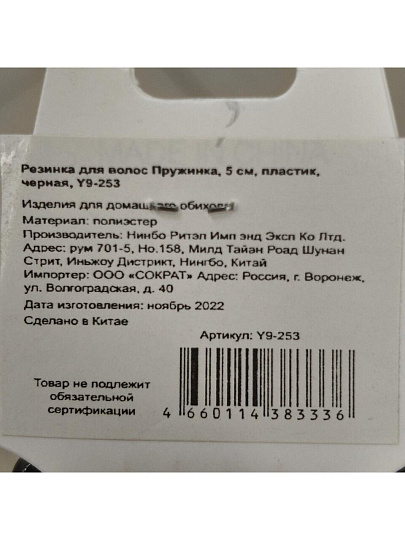 Резинка для волос Пружинка, 5 см, пластик,
черная, Y9-253
Изделия для домашнего обихода
Материал: полиэстер
Производитель: Нинбо Ритэл Имп энд Эксп Ко Лтд.
Адрес: рум 701-5, Но.158, Милд Тайан Роад Шунан
Стрит, Иньжоу Дистрикт, Нингбо, Китай
Импортер: ООО «СОКРАТ» Адрес: Россия, г. Воронеж,
ул. Волгоградская, д. 40
Дата изготовления: ноябрь 2022
Сделано в Китае
Артикул: Y9-253
Товар не подлежит
обязательной
сертификации
4 660114 383336